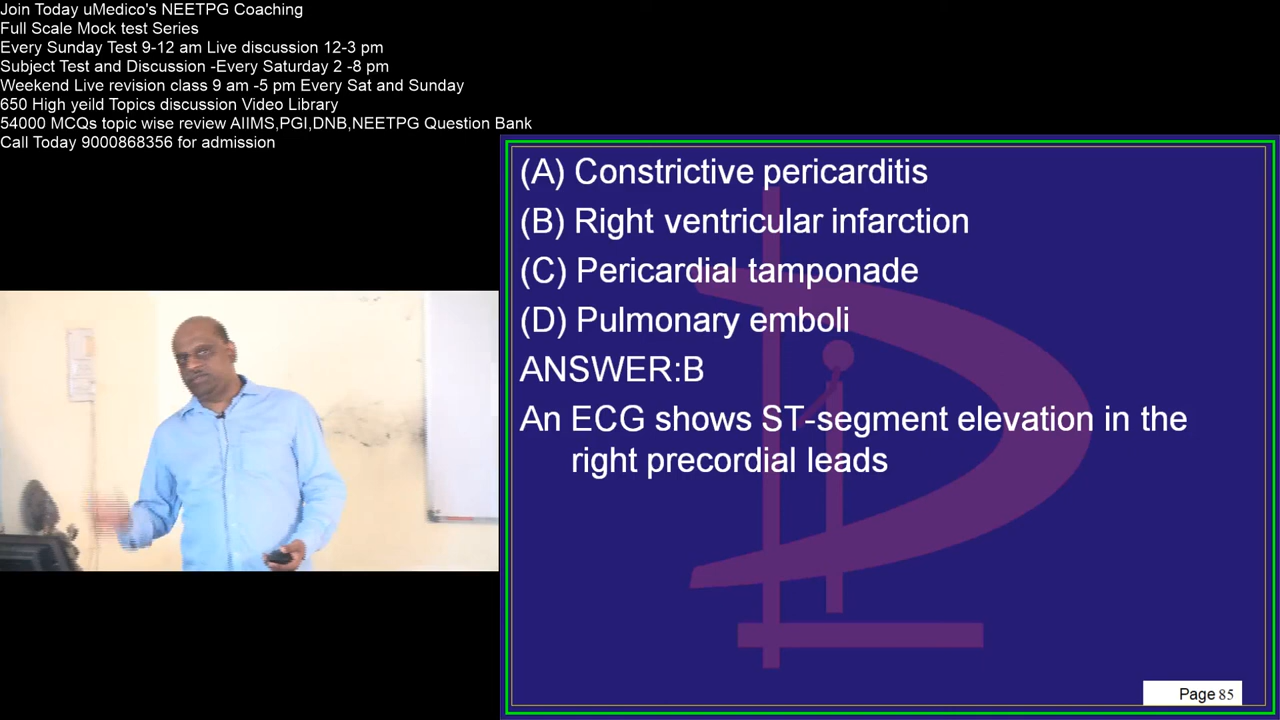 Join Today uMedico's NEETPG Coaching
Full Scale Mock test Series
Every Sunday Test 9-12 am Live discussion 12-3 pm
Subject Test and Discussion -Every Saturday 2 -8 pm
Weekend Live revision class 9 am -5 pm Every Sat and Sunday
650 High yeild Topics discussion Video Library
54000 MCQs topic wise review AIIMS,PGI,DNB,NEETPG Question Bank
Call Today 9000868356 for admission
(A) Constrictive pericarditis
(B) Right ventricular infarction
(C) Pericardial tamponade
(D) Pulmonary emboli
ANSWER:B
An ECG shows ST-segment elevation in the
right precordial leads
Page 85